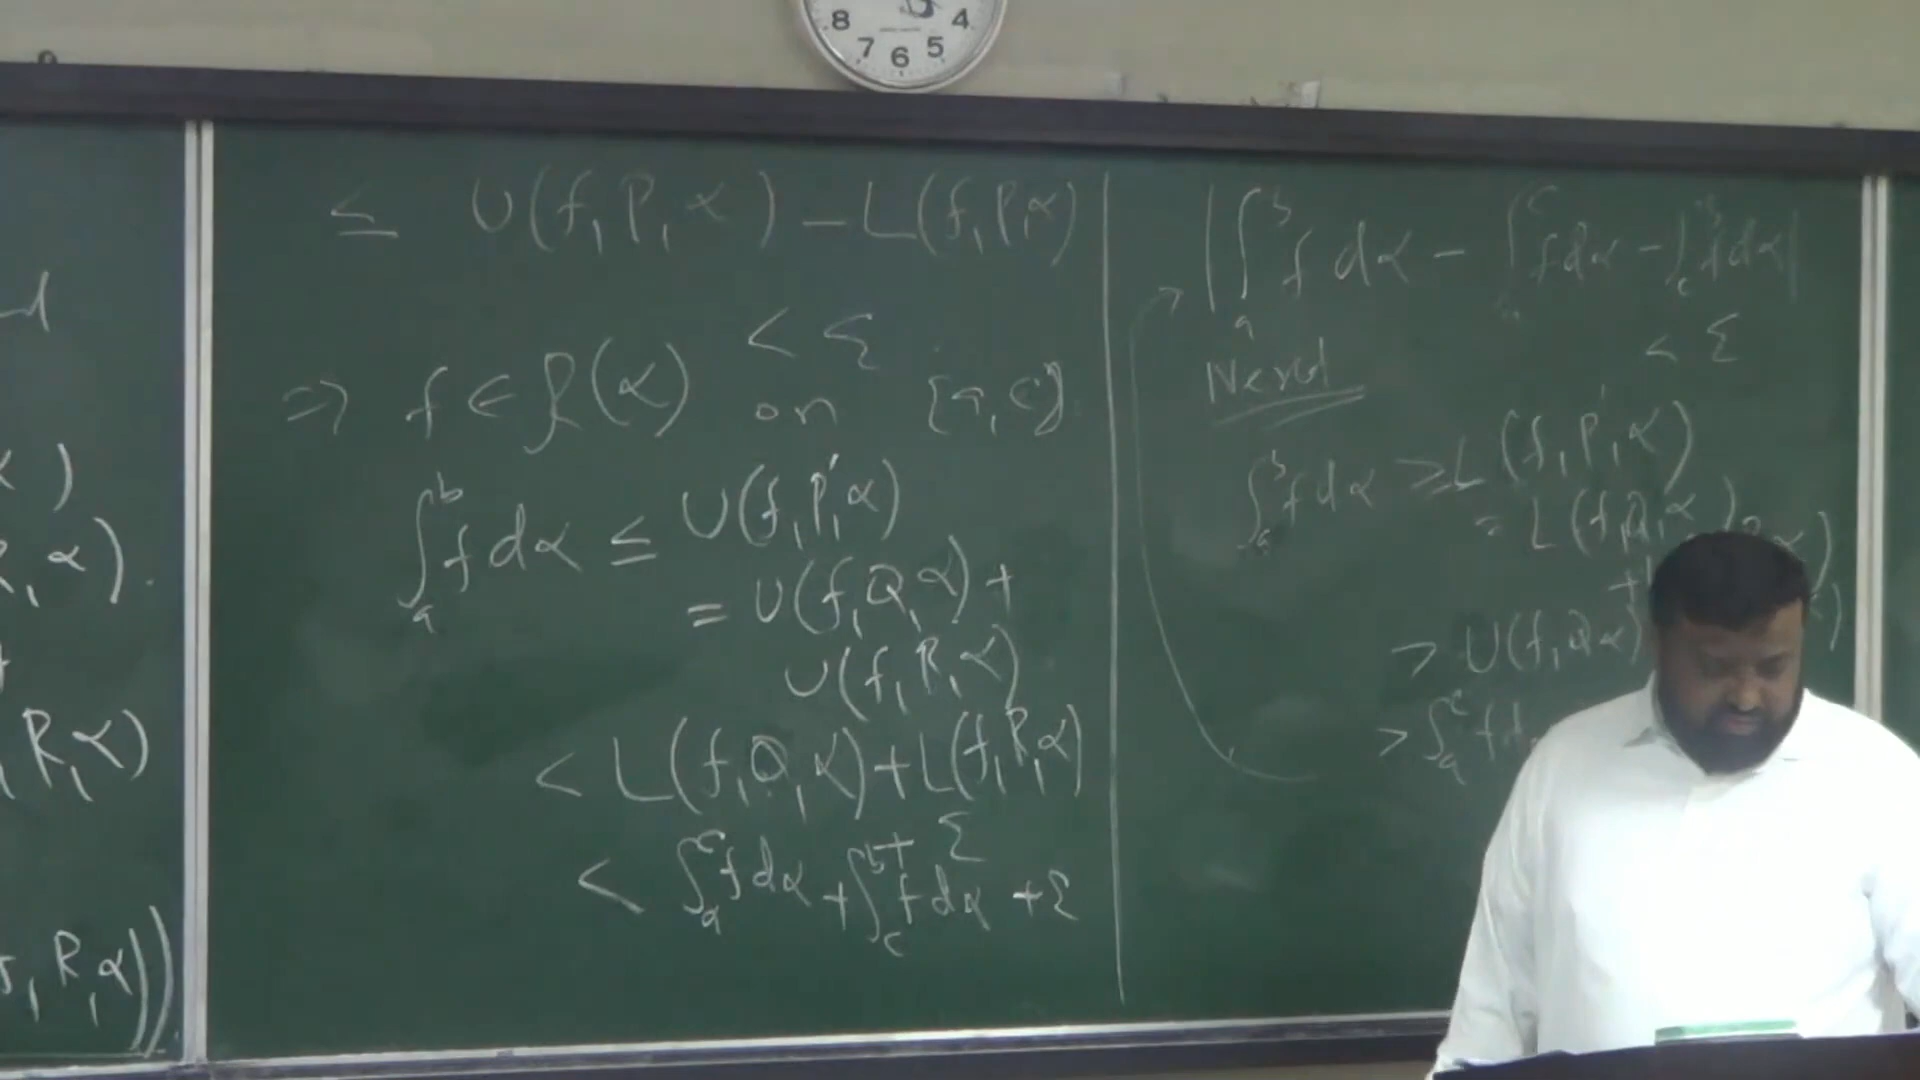 8 7 6 5 4
d
α)
R, α).
, R, α)
f, R, α))
≤ U(f, P, α) − L(f, P, α)
< ε
⇒ f ∈ R(α) on [a, c]
∫_a^b f dα ≤ U(f, P', α)
= U(f, Q, α) +
U(f, R, α)
< L(f, Q, α) + L(f, R, α)
+ ε
< ∫_a^c f dα + ∫_c^b f dα + ε
|∫_a^b f dα − ∫_a^c f dα − ∫_c^b f dα|
< ε
Next
∫_a^b f dα ≥ L(f, P', α)
= L(f, Q, α)
+
> U(f, Q, α)
> ∫_a^c f d